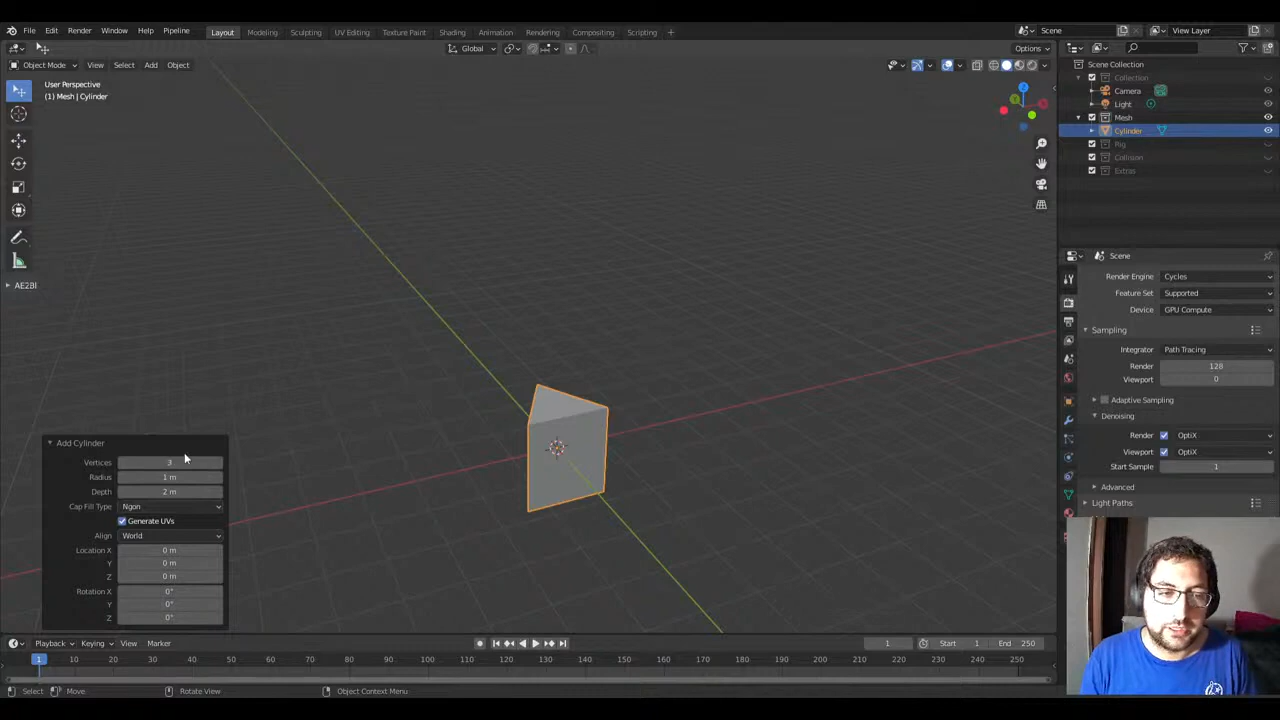 File Edit Render Window Help Pipeline Layout Modeling Sculpting UV Editing Texture Paint Shading Animation Rendering Compositing Scripting + Scene View Layer
Global Options
Object Mode View Select Add Object
User Perspective
(1) Mesh | Cylinder
Scene Collection
Collection
Camera
Light
Mesh
Cylinder
Rig
Collision
Extras
Z
Y
AE2BI
Scene
Render Engine Cycles
Feature Set Supported
Device GPU Compute
Sampling
Integrator Path Tracing
Render 128
Viewport 0
Adaptive Sampling
Denoising
Render OptiX
Viewport OptiX
Start Sample 1
Advanced
Light Paths
Add Cylinder
Vertices 3
Radius 1 m
Depth 2 m
Cap Fill Type Ngon
Generate UVs
Align World
Location X 0 m
Y 0 m
Z 0 m
Rotation X 0°
Y 0°
Z 0°
Playback Keying View Marker 1 Start 1 End 250
1 10 20 30 40 50 60 70 80 90 100 110 120 130 140 150 160 170 180 190 200 210 220 230 240 250
Select Move Rotate View Object Context Menu